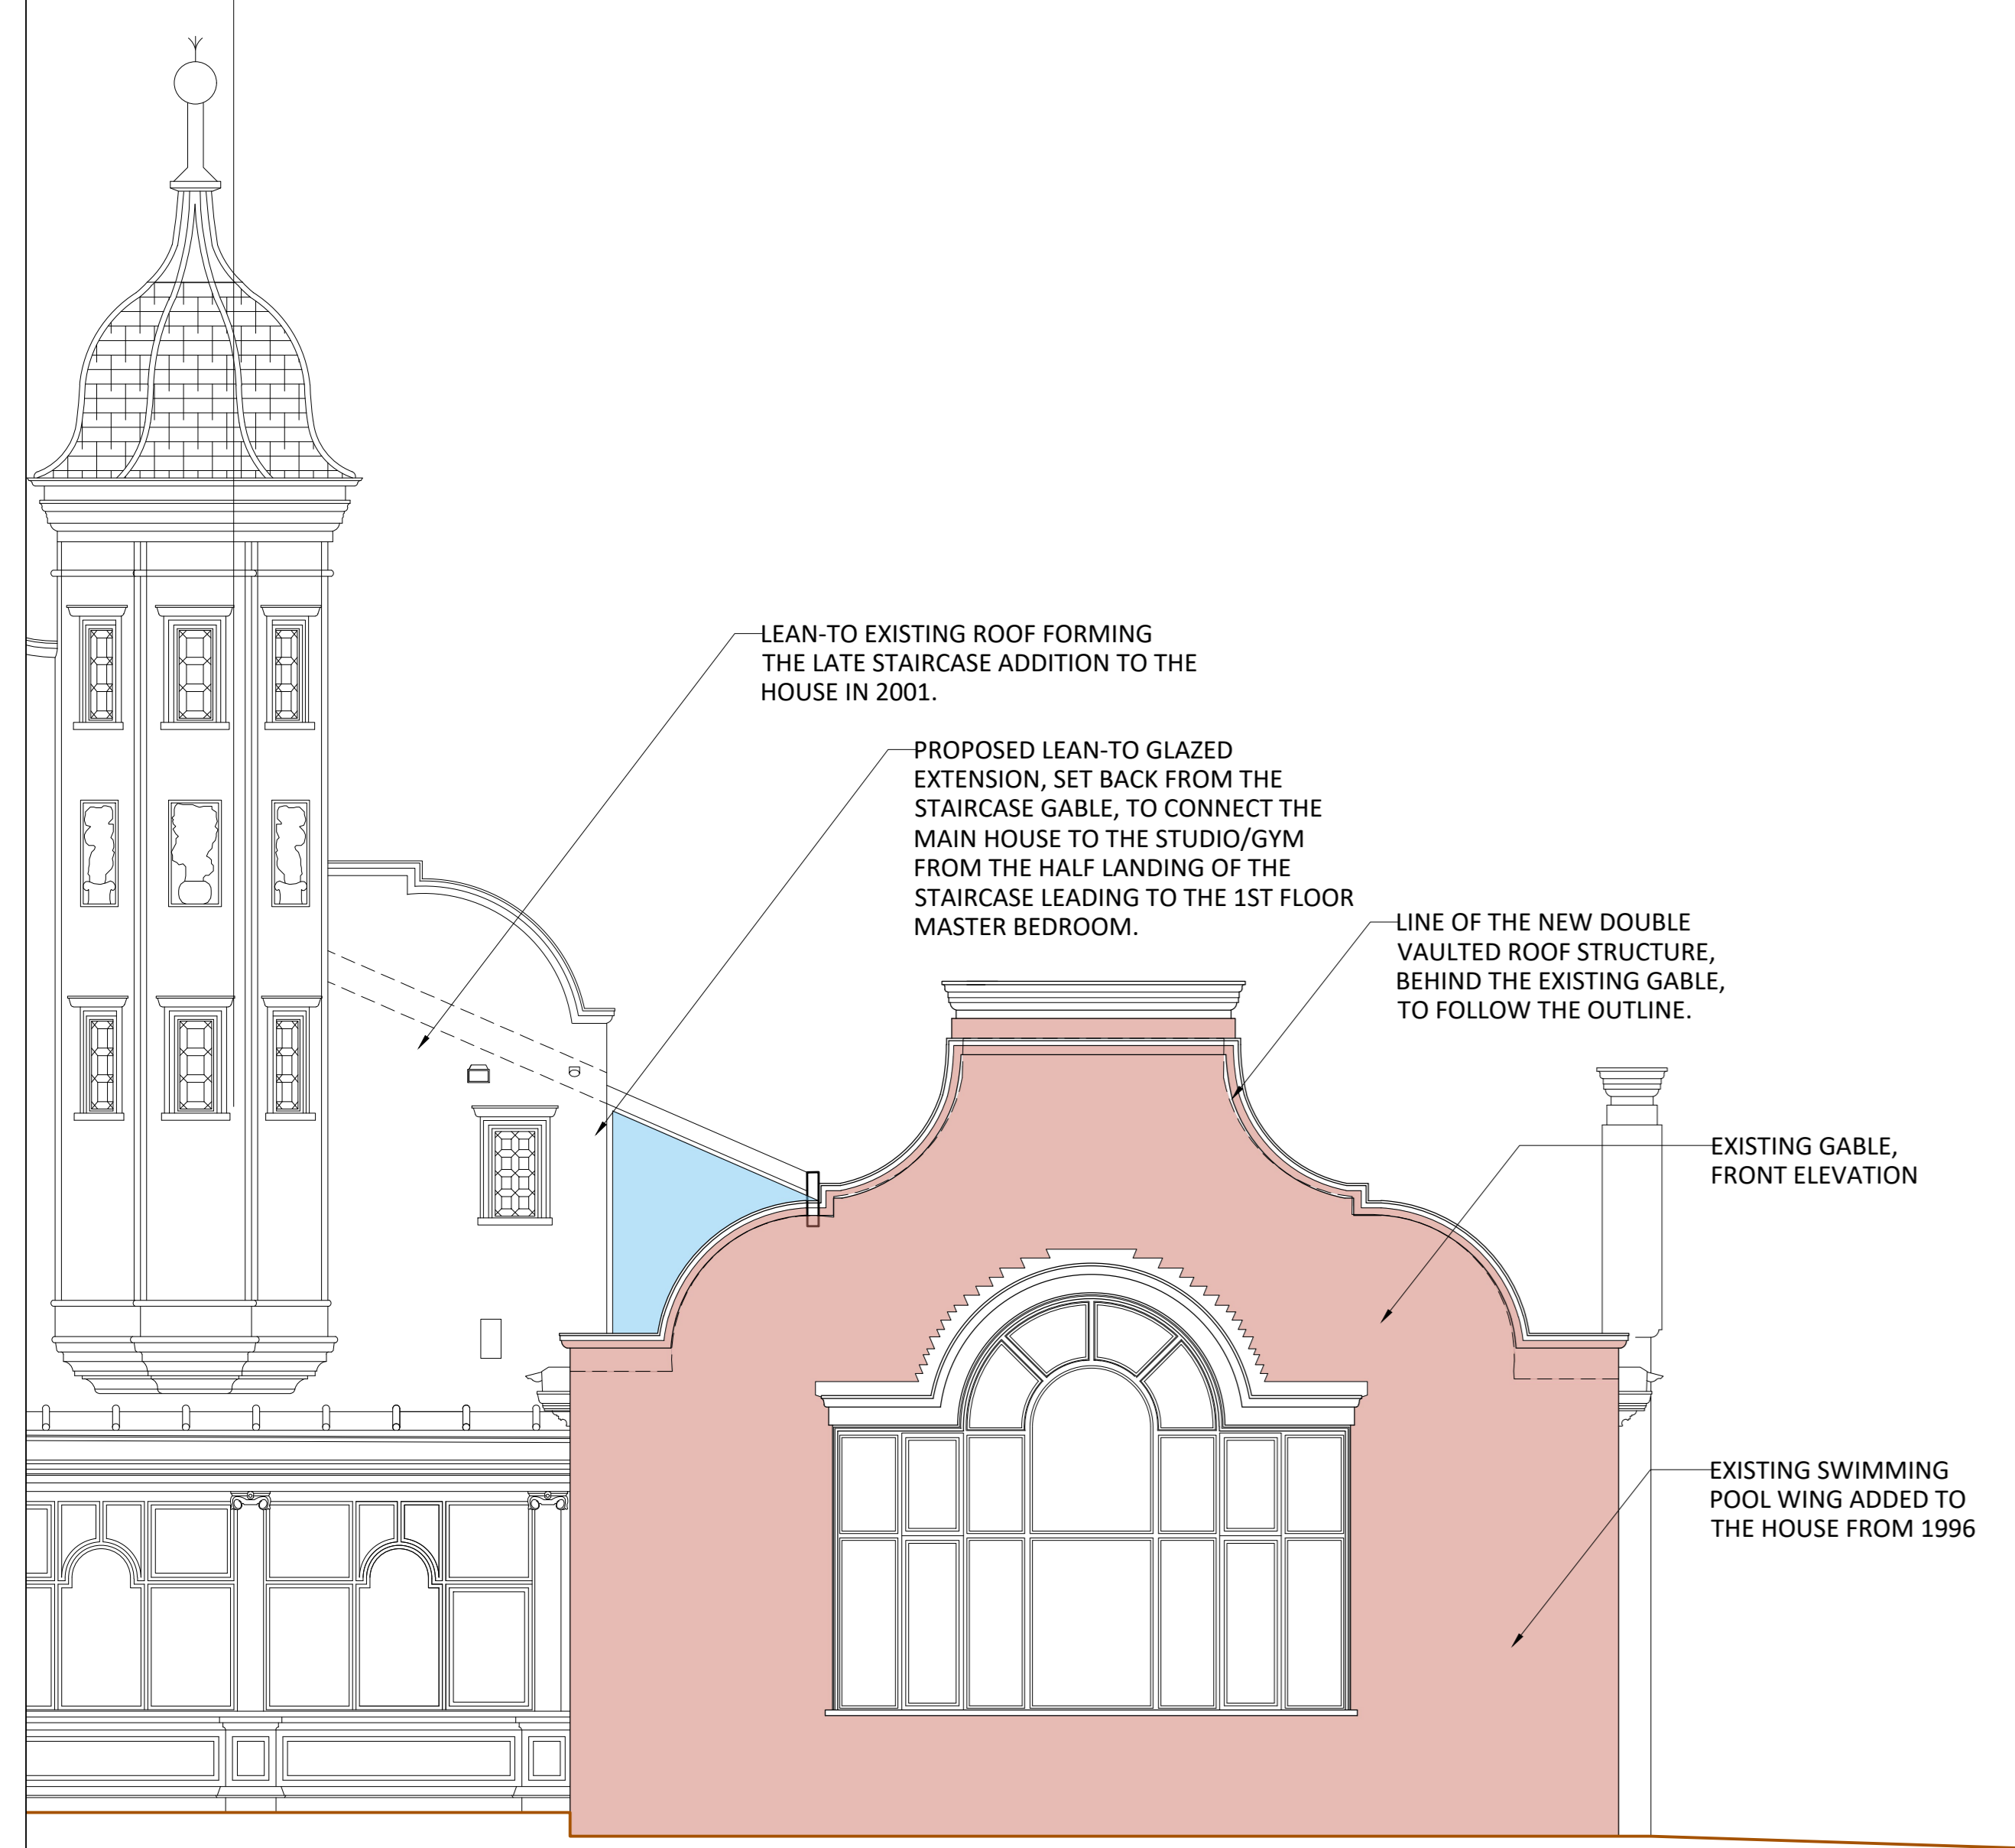 LEAN-TO EXISTING ROOF FORMING
THE LATE STAIRCASE ADDITION TO THE
HOUSE IN 2001.
PROPOSED LEAN-TO GLAZED
EXTENSION, SET BACK FROM THE
STAIRCASE GABLE, TO CONNECT THE
MAIN HOUSE TO THE STUDIO/GYM
FROM THE HALF LANDING OF THE
STAIRCASE LEADING TO THE 1ST FLOOR
MASTER BEDROOM.
LINE OF THE NEW DOUBLE
VAULTED ROOF STRUCTURE,
BEHIND THE EXISTING GABLE,
TO FOLLOW THE OUTLINE.
EXISTING GABLE,
FRONT ELEVATION
EXISTING SWIMMING
POOL WING ADDED TO
THE HOUSE FROM 1996